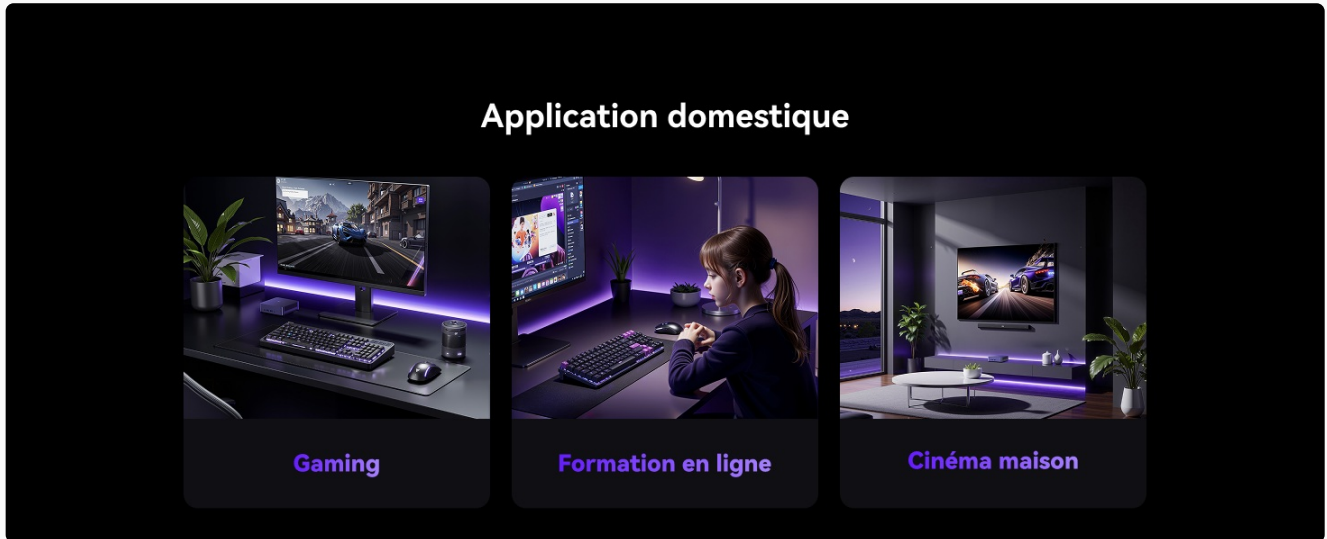 Application domestique
Gaming
Formation en ligne
Cinéma maison